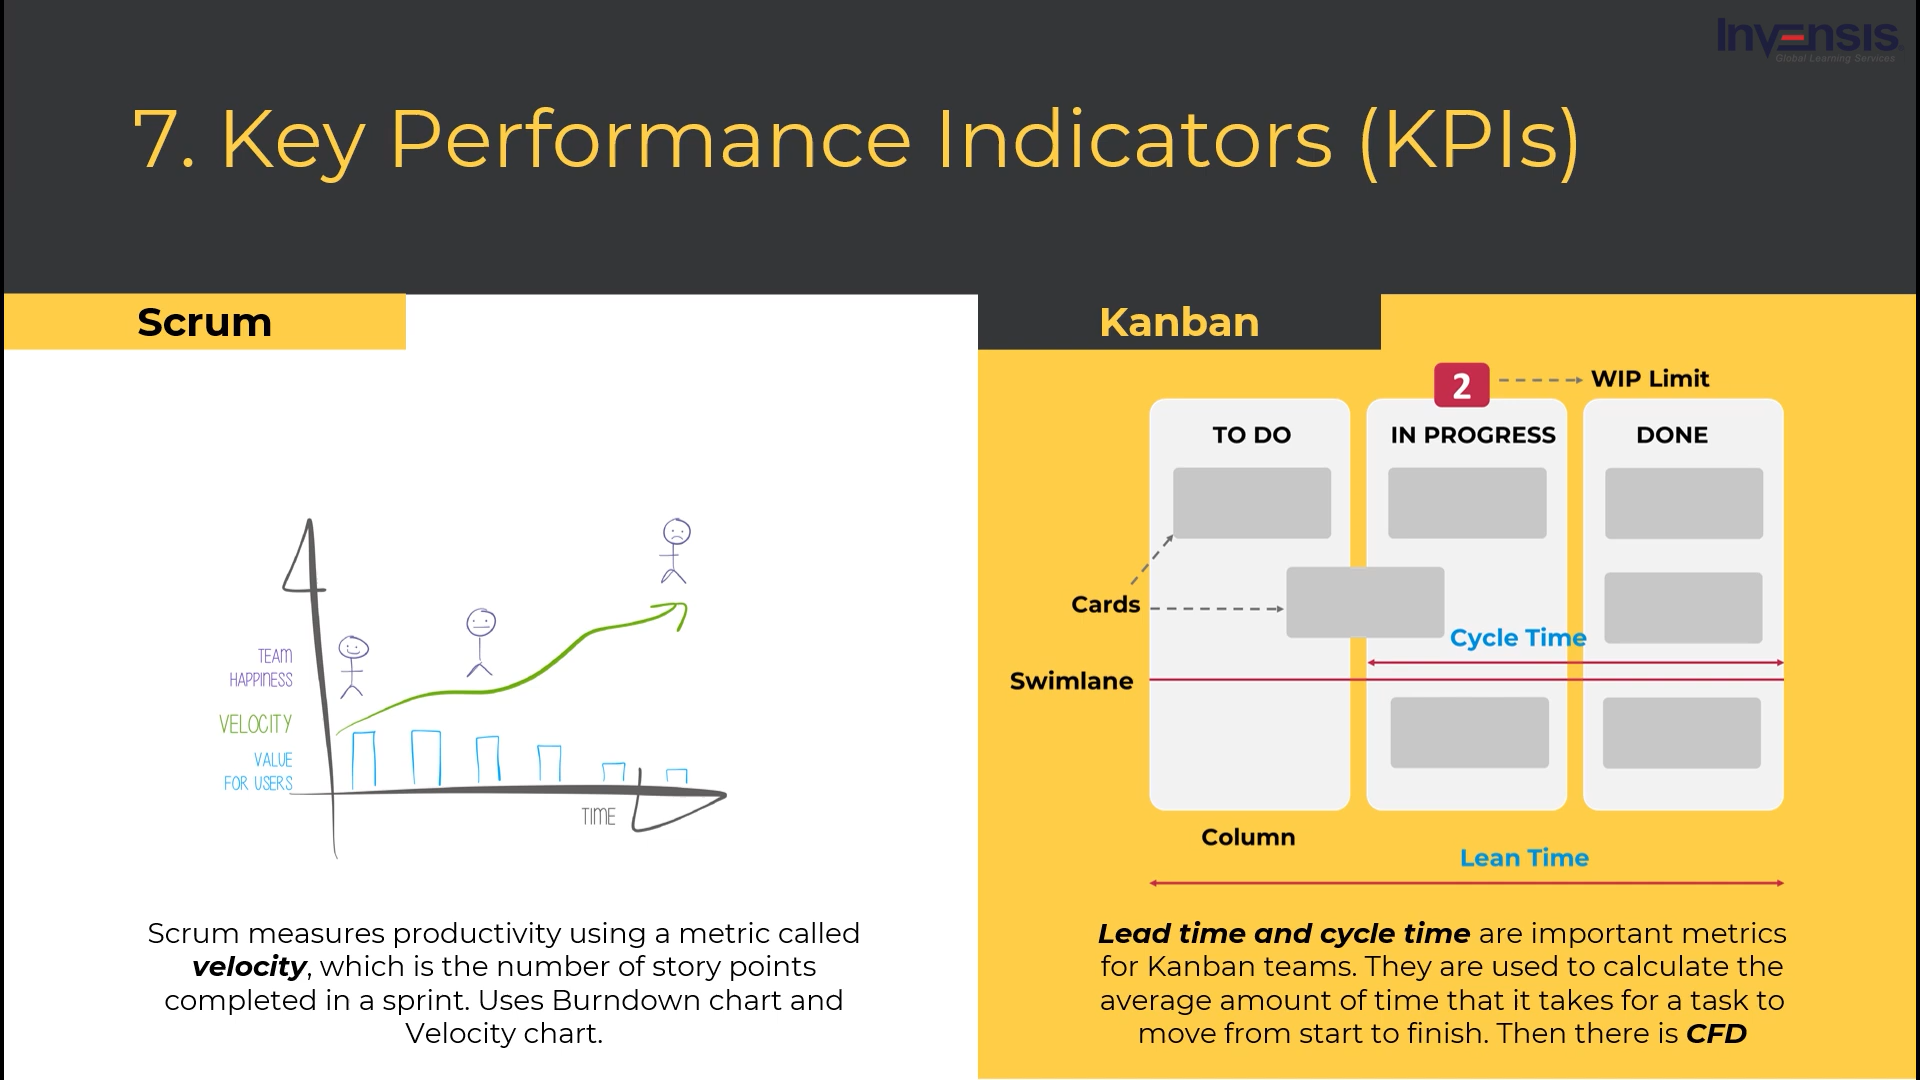 Invensis
Global Learning Services
7. Key Performance Indicators (KPIs)
Scrum
TEAM
HAPPINESS
VELOCITY
VALUE
FOR USERS
TIME
Scrum measures productivity using a metric called
velocity, which is the number of story points
completed in a sprint. Uses Burndown chart and
Velocity chart.
Kanban
2
WIP Limit
TO DO
IN PROGRESS
DONE
Cards
Cycle Time
Swimlane
Column
Lean Time
Lead time and cycle time are important metrics
for Kanban teams. They are used to calculate the
average amount of time that it takes for a task to
move from start to finish. Then there is CFD